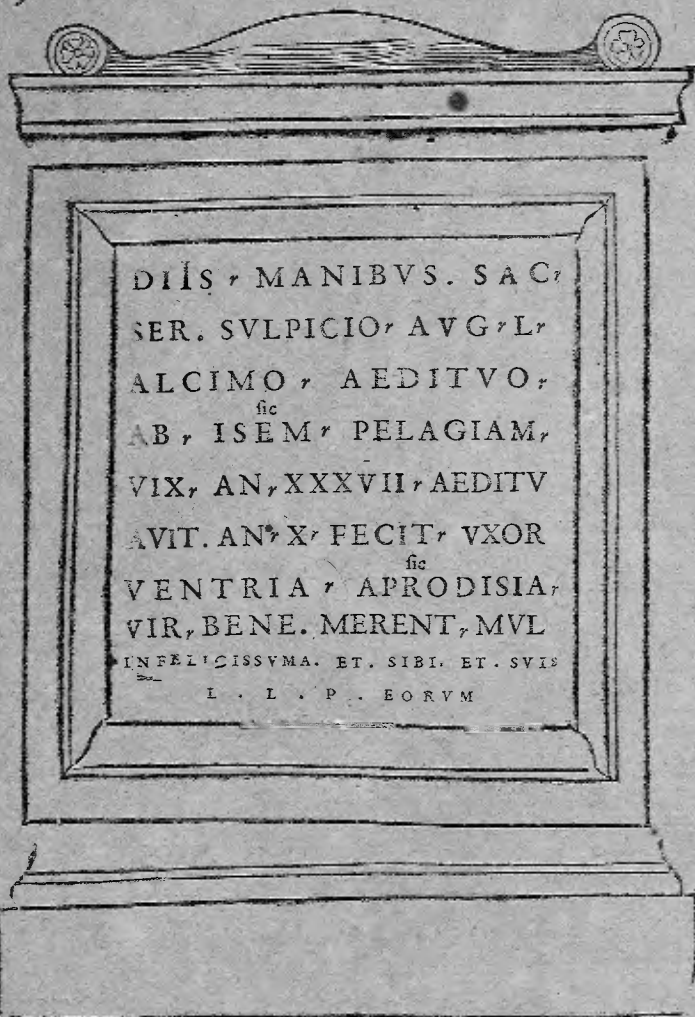 DIIS r MANIBVS. SAC r
SER. SVLPICIO r AVG r L r
ALCIMO r AEDITVO r
sic
AB r ISEM r PELAGIAM r
VIX r AN r XXXVII r AEDITV
AVIT. AN r X r FECIT r VXOR
sic
VENTRIA r APRODISIA r
VIR r BENE. MERENT r MVL
INFELICISSVMA. ET. SIBI. ET. SVIS
L . L . P . EORVM